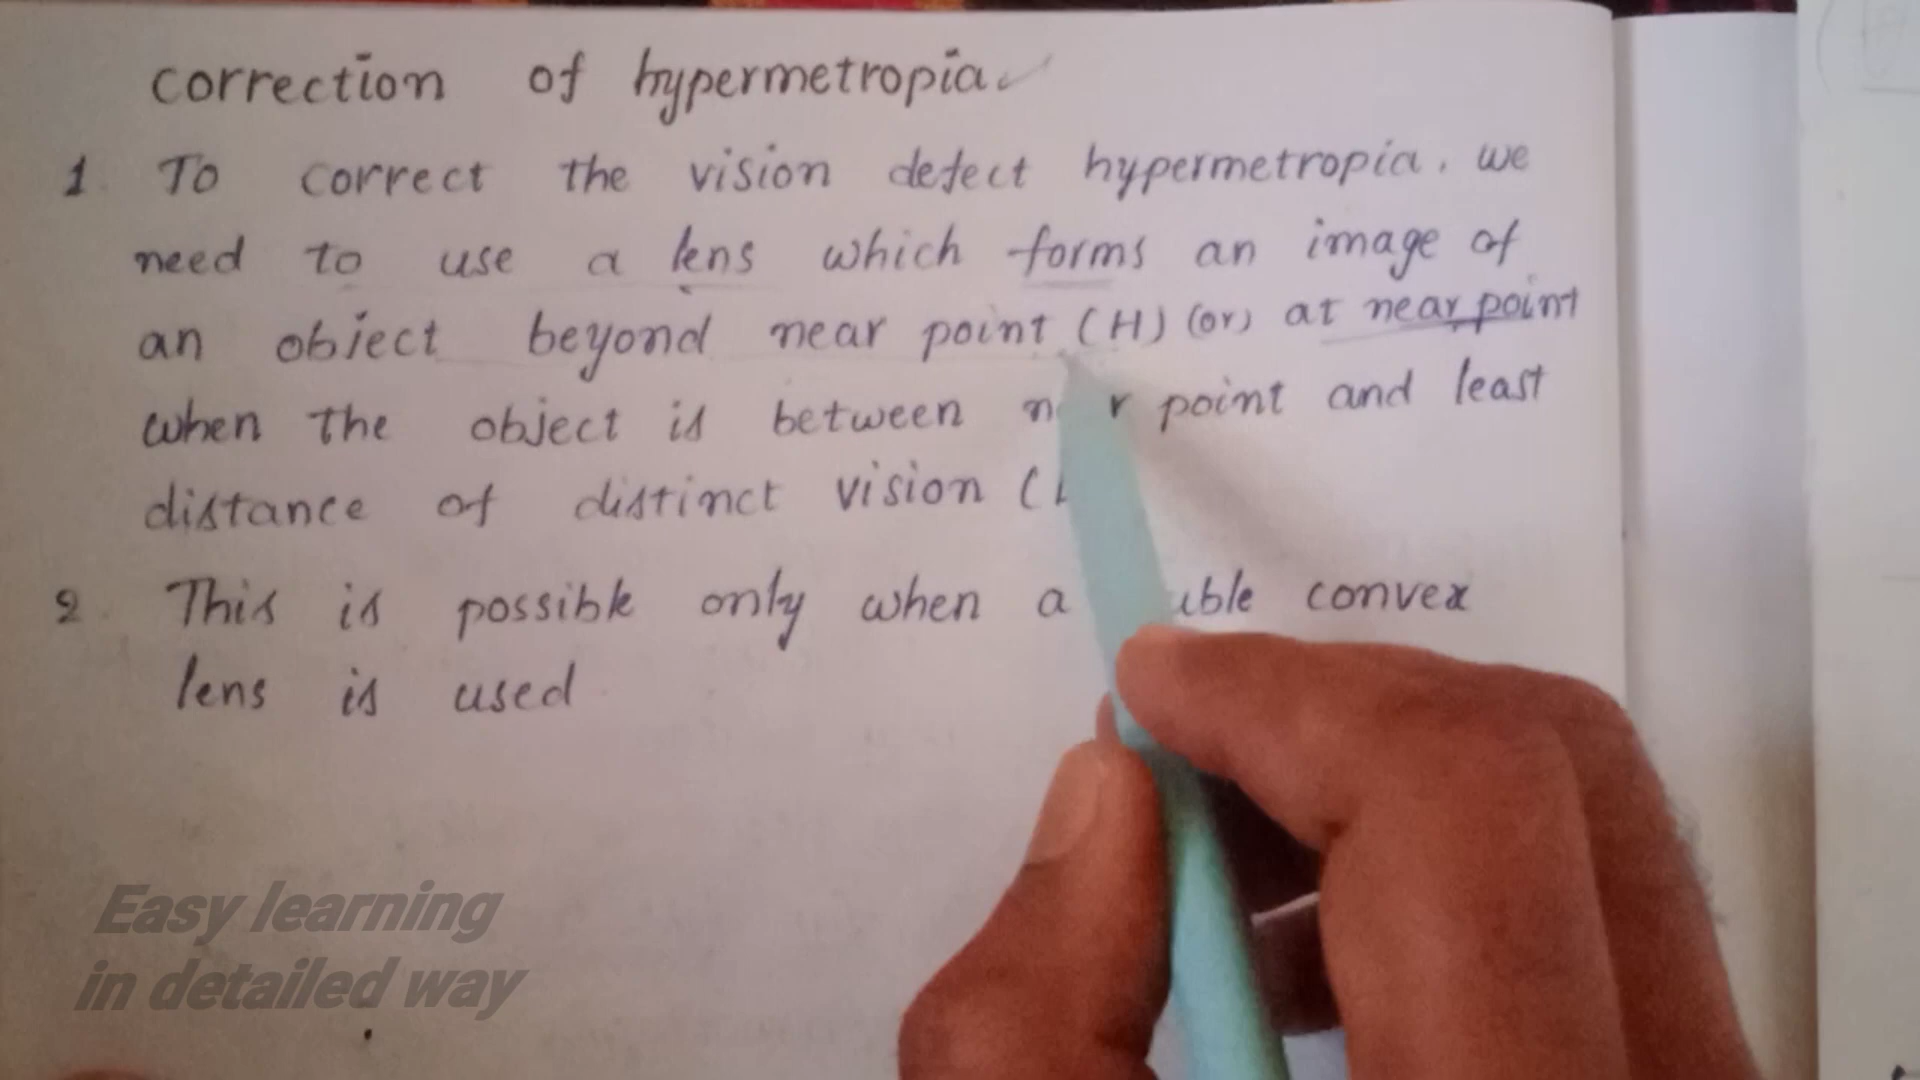 correction of hypermetropia.
1. To correct the vision defect hypermetropia. we
need to use a lens which forms an image of
an object beyond near point (H) (or) at near point
when the object is between point and least
distance of distinct vision (
2. This is possible only when a convex
lens is used
Easy learning
in detailed way